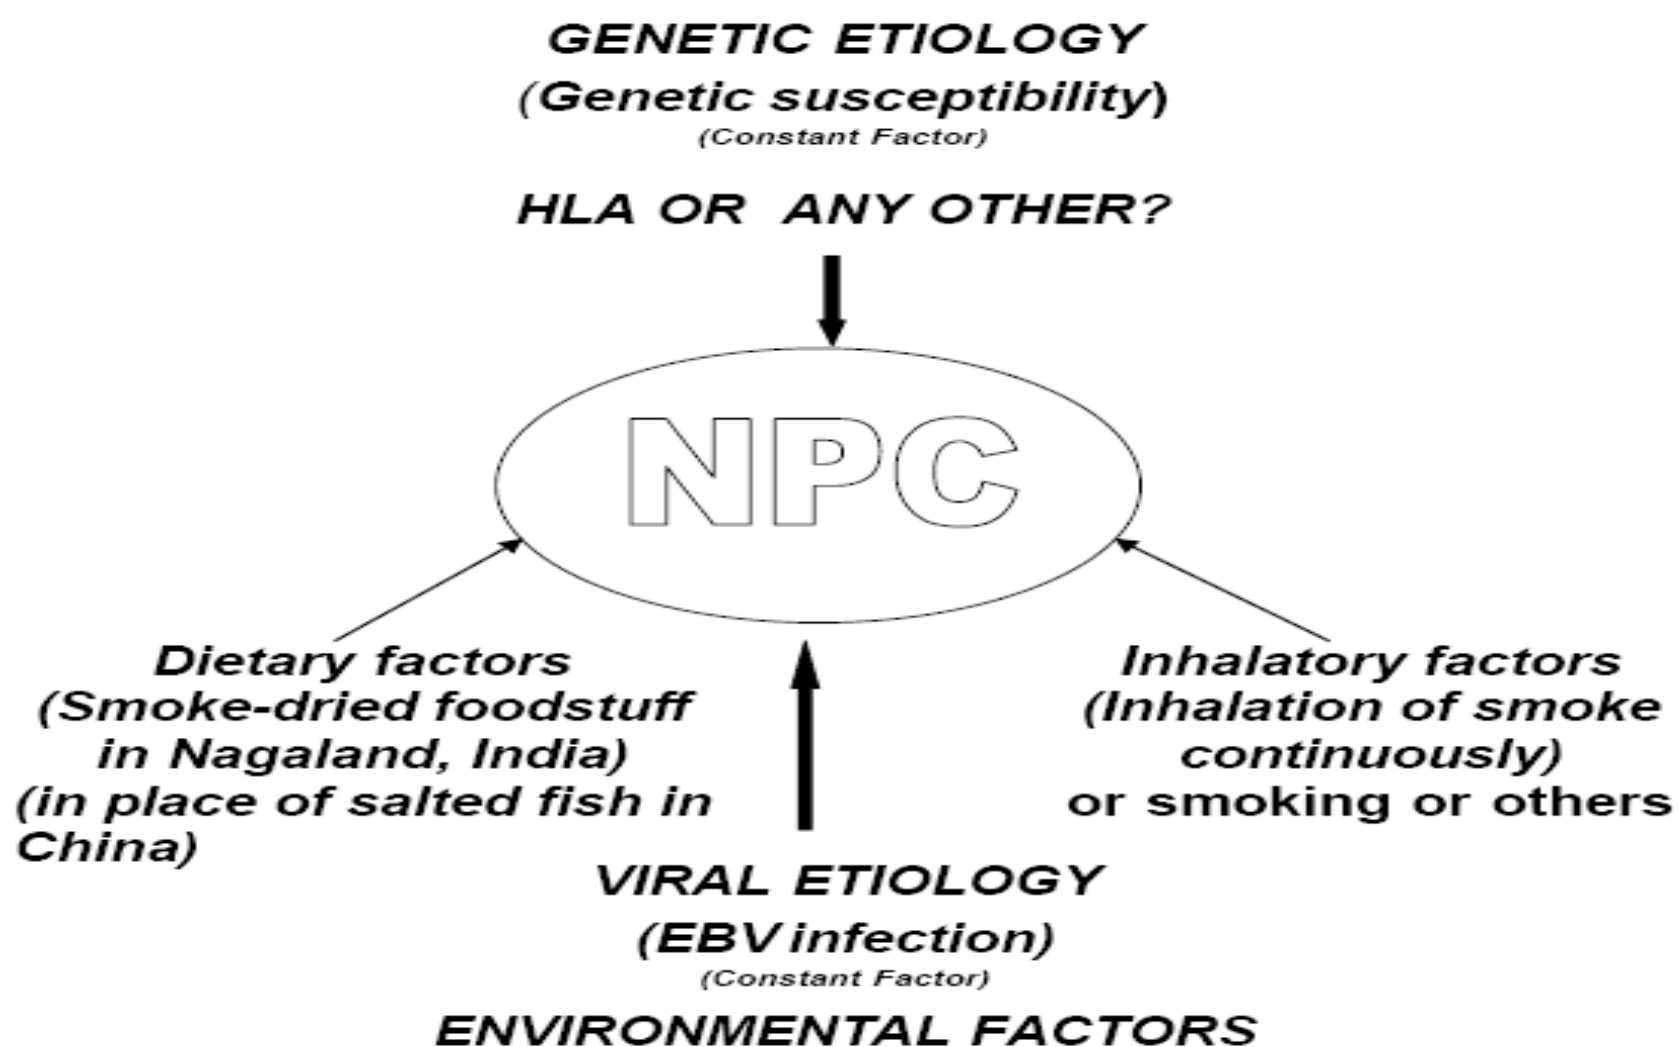 GENETIC ETIOLOGY
(Genetic susceptibility)
(Constant Factor)
HLA OR ANY OTHER?
NPC
Dietary factors
(Smoke-dried foodstuff
in Nagaland, India)
(in place of salted fish in
China)
Inhalatory factors
(Inhalation of smoke
continuously)
or smoking or others
VIRAL ETIOLOGY
(EBV infection)
(Constant Factor)
ENVIRONMENTAL FACTORS